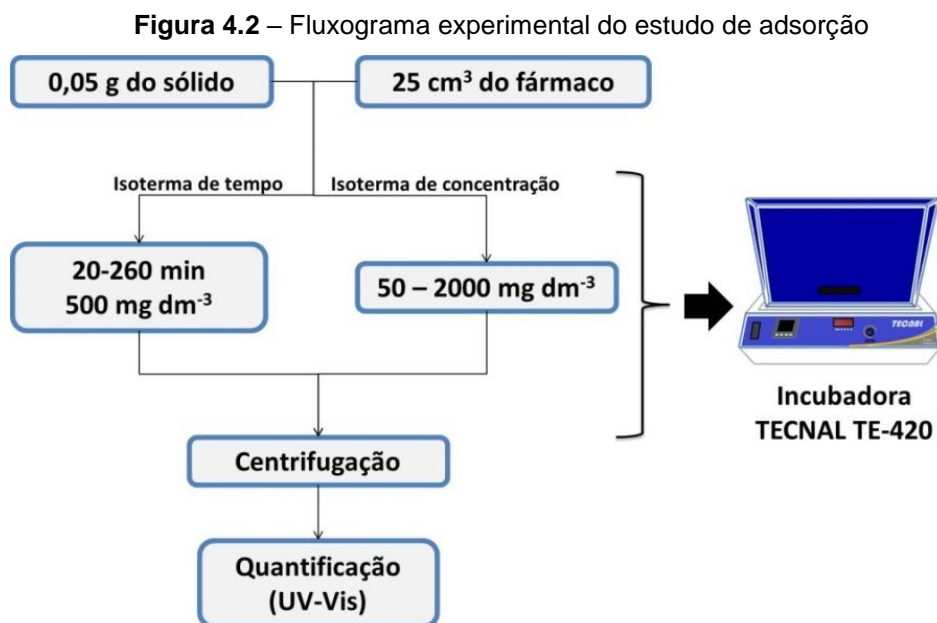 Figura 4.2 – Fluxograma experimental do estudo de adsorção
0,05 g do sólido
25 cm³ do fármaco
Isoterma de tempo
Isoterma de concentração
20-260 min
500 mg dm⁻³
50 – 2000 mg dm⁻³
TECNAL
Incubadora
TECNAL TE-420
Centrifugação
Quantificação
(UV-Vis)